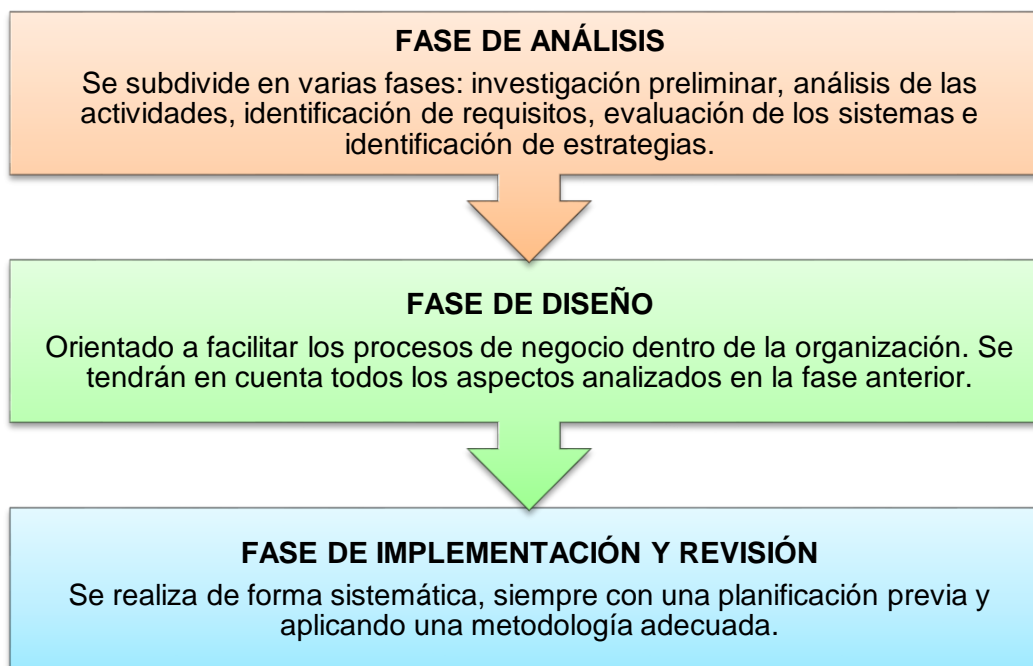 FASE DE ANÁLISIS
Se subdivide en varias fases: investigación preliminar, análisis de las
actividades, identificación de requisitos, evaluación de los sistemas e
identificación de estrategias.
FASE DE DISEÑO
Orientado a facilitar los procesos de negocio dentro de la organización. Se
tendrán en cuenta todos los aspectos analizados en la fase anterior.
FASE DE IMPLEMENTACIÓN Y REVISIÓN
Se realiza de forma sistemática, siempre con una planificación previa y
aplicando una metodología adecuada.